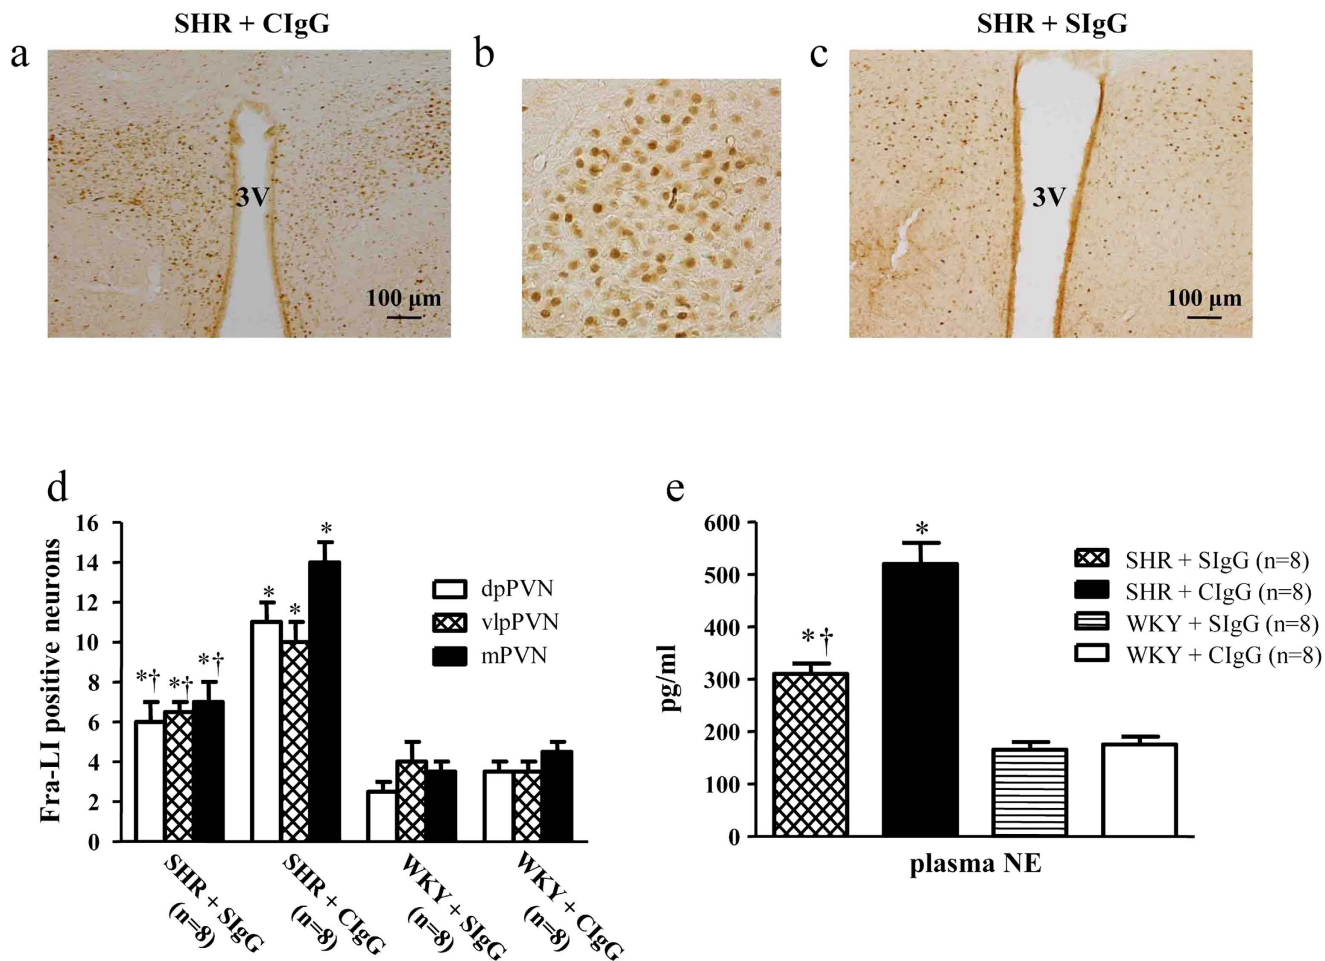 SHR + CIgG
SHR + SIgG
a
b
c
3V
100 μm
3V
100 μm
d
Fra-LI positive neurons
16
14
12
10
8
6
4
2
0
*†
*†
*†
*
*
*
dpPVN
vlpPVN
mPVN
SHR + SIgG
(n=8)
SHR + CIgG
(n=8)
WKY + SIgG
(n=8)
WKY + CIgG
(n=8)
e
pg/ml
600
500
400
300
200
100
0
*†
*
plasma NE
SHR + SIgG (n=8)
SHR + CIgG (n=8)
WKY + SIgG (n=8)
WKY + CIgG (n=8)